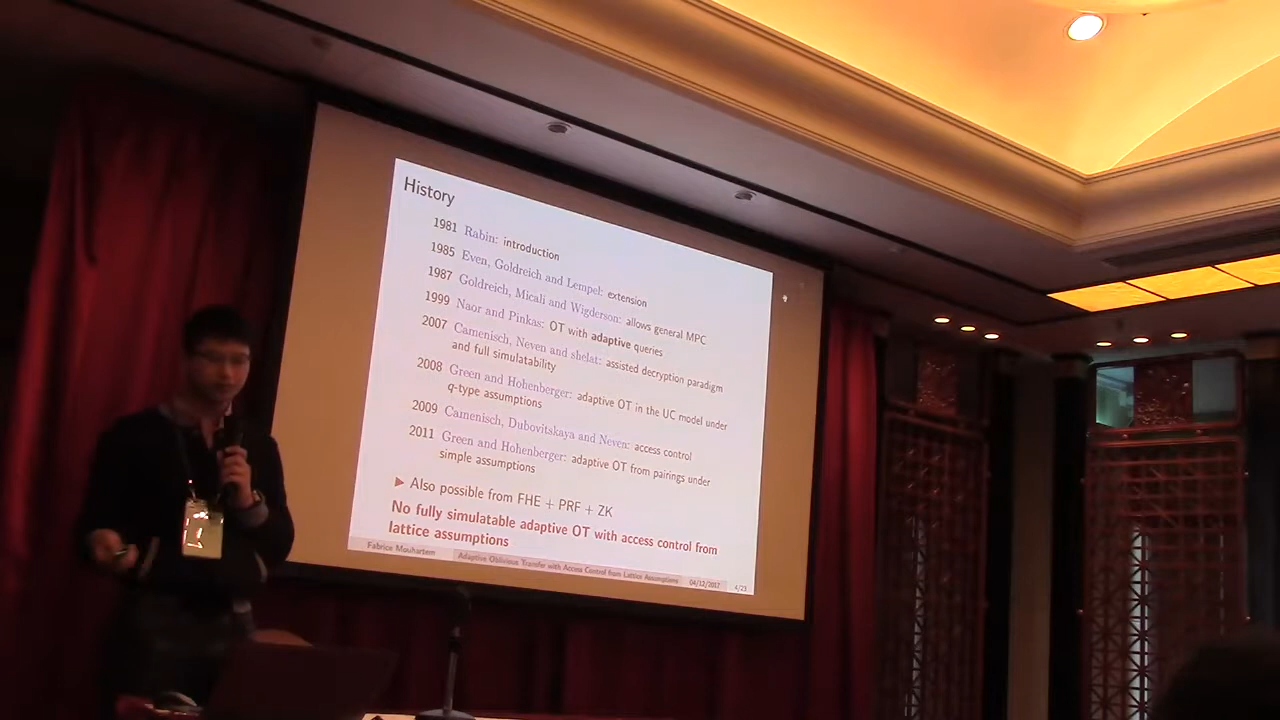 History
1981 Rabin: introduction
1985 Even, Goldreich and Lempel: extension
1987 Goldreich, Micali and Wigderson: allows general MPC
1999 Naor and Pinkas: OT with adaptive queries
2007 Camenisch, Neven and shelat: assisted decryption paradigm
and full simulatability
2008 Green and Hohenberger: adaptive OT in the UC model under
q-type assumptions
2009 Camenisch, Dubovitskaya and Neven: access control
2011 Green and Hohenberger: adaptive OT from pairings under
simple assumptions
▶ Also possible from FHE + PRF + ZK
No fully simulatable adaptive OT with access control from
lattice assumptions
Fabrice Mouhartem Adaptive Oblivious Transfer with Access Control from Lattice Assumptions 04/12/2017 4/23